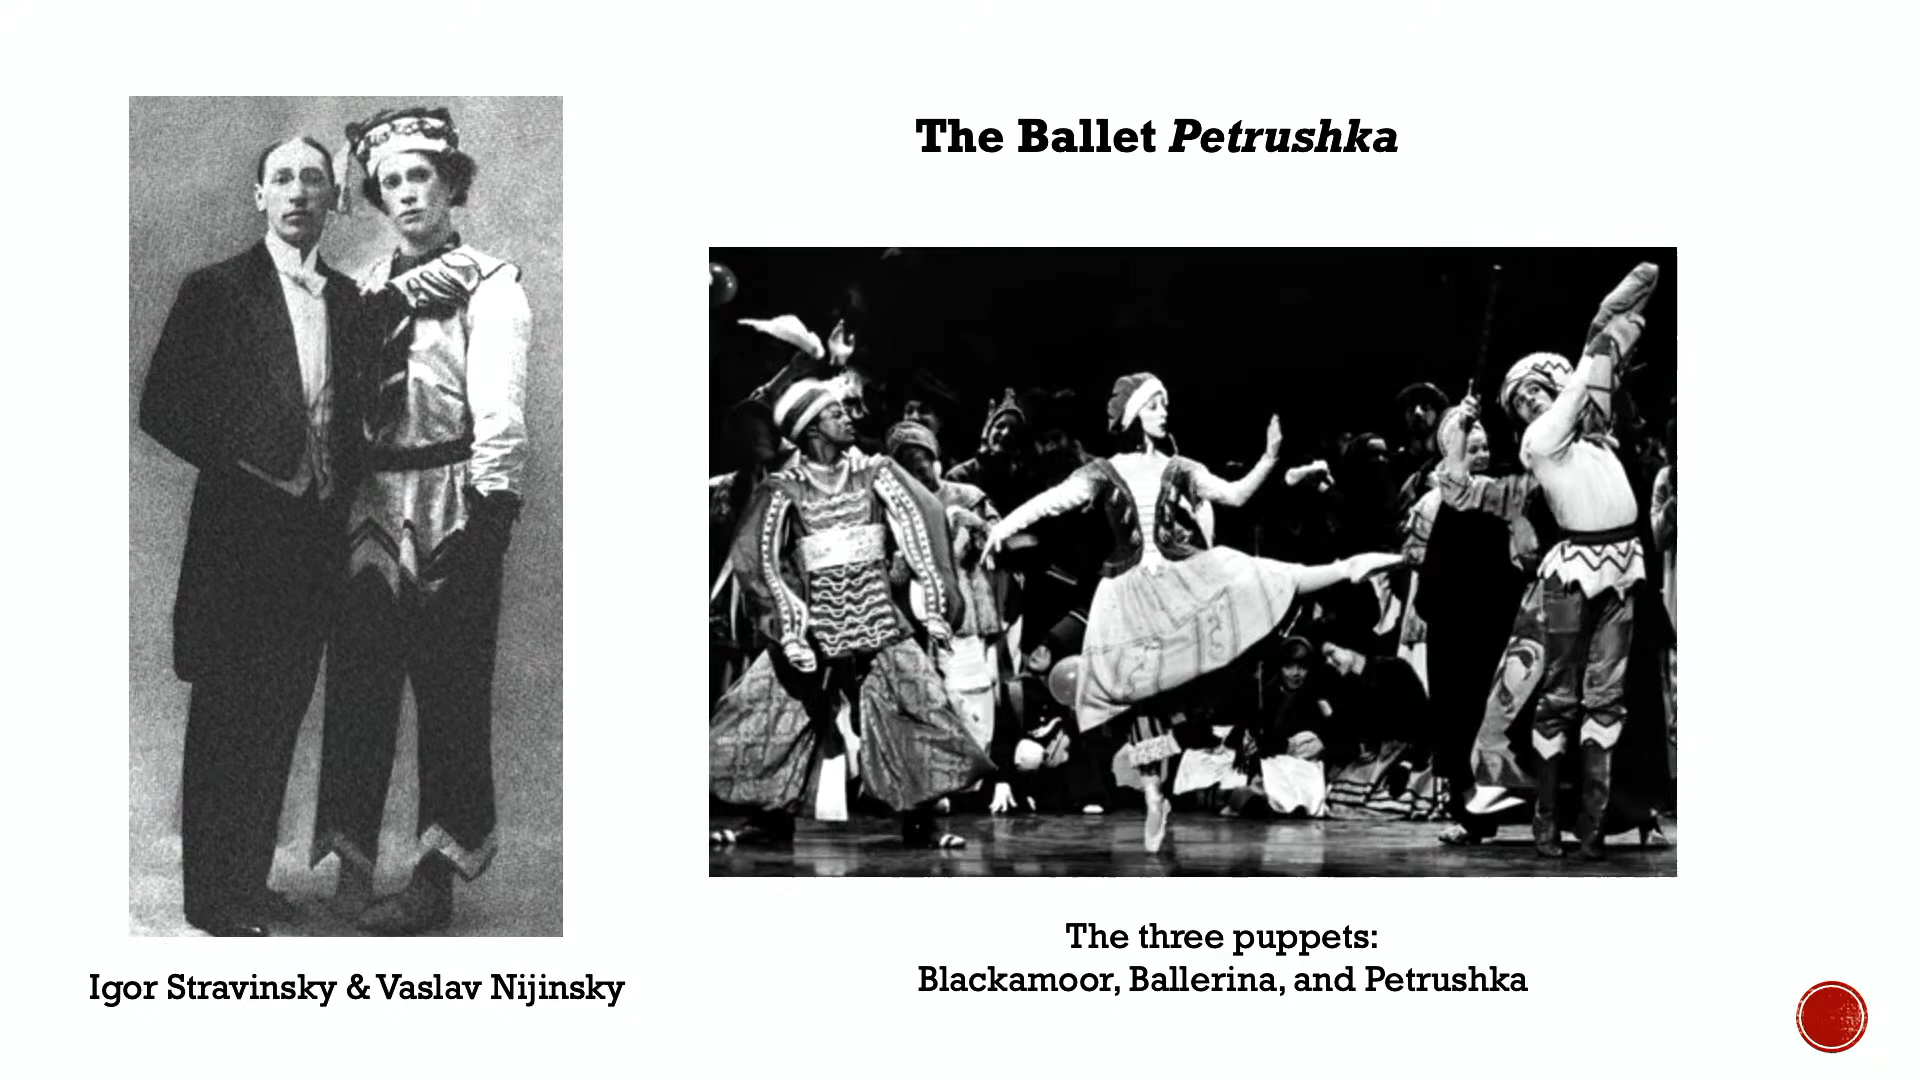 The Ballet Petrushka
Igor Stravinsky & Vaslav Nijinsky
The three puppets:
Blackamoor, Ballerina, and Petrushka